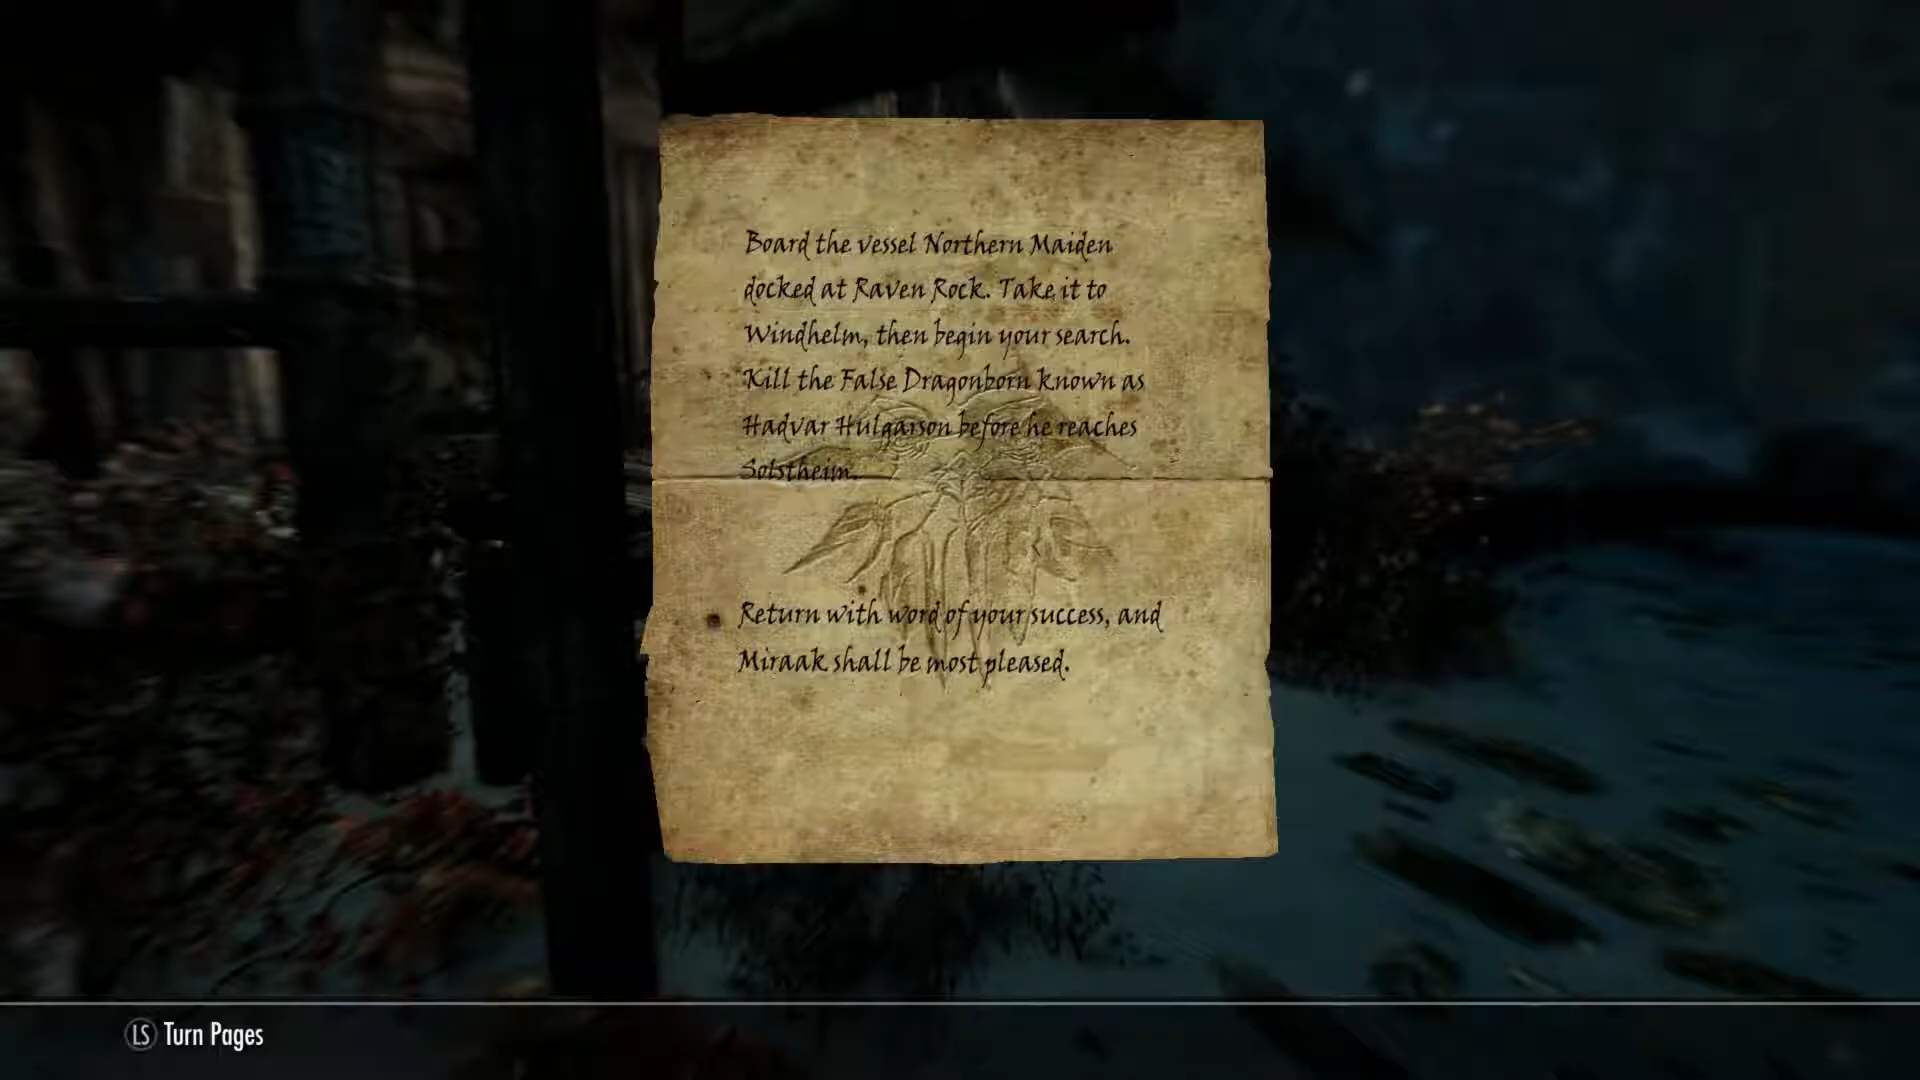 Board the vessel Northern Maiden
docked at Raven Rock. Take it to
Windhelm, then begin your search.
Kill the False Dragonborn known as
Hadvar Hulgarson before he reaches
Solstheim.
Return with word of your success, and
Miraak shall be most pleased.
LS Turn Pages